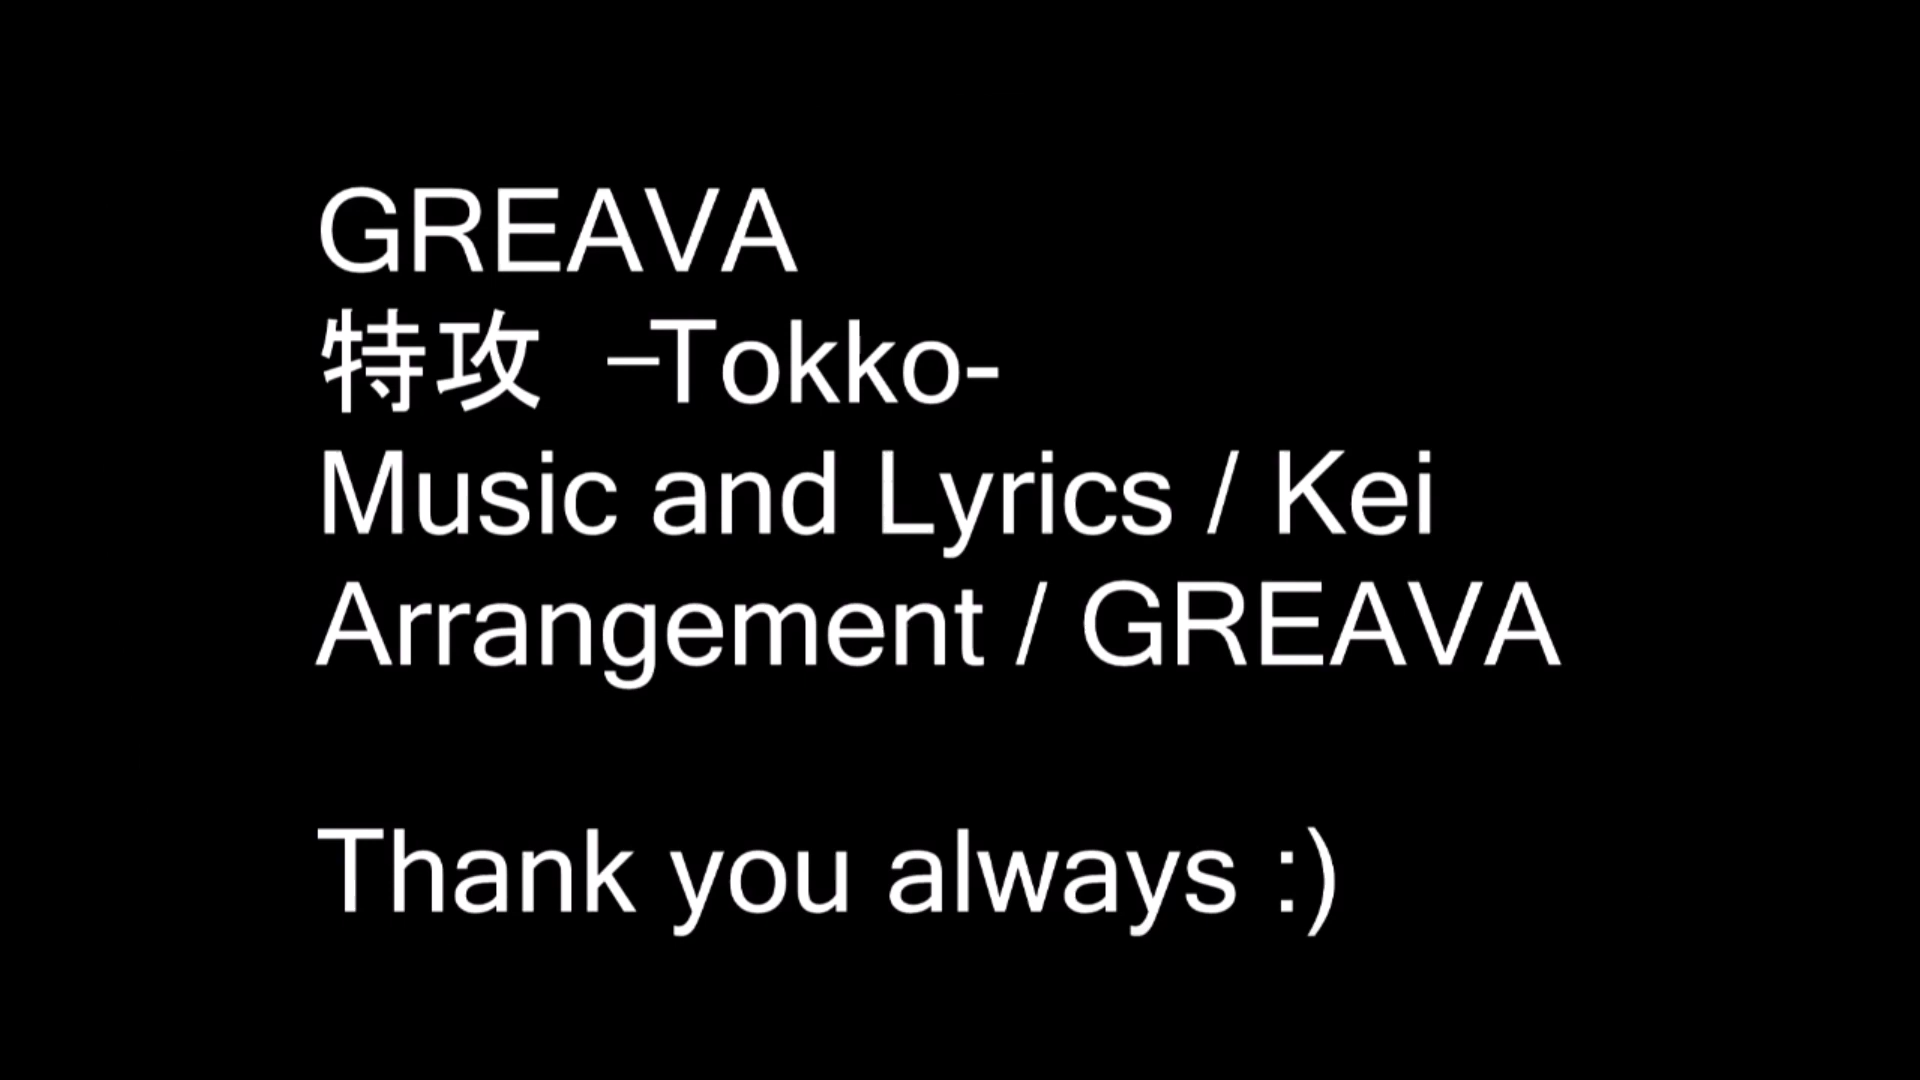 GREAVA
特攻　–Tokko-
Music and Lyrics / Kei
Arrangement / GREAVA
Thank you always :)